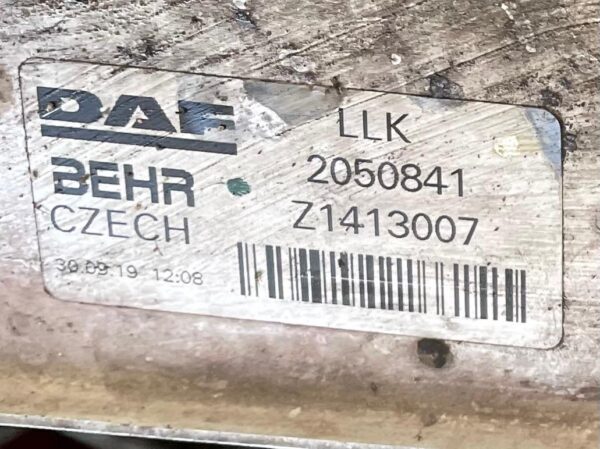 DAF
BEHR
CZECH
30.09.19 12:08
LLK
2050841
Z1413007